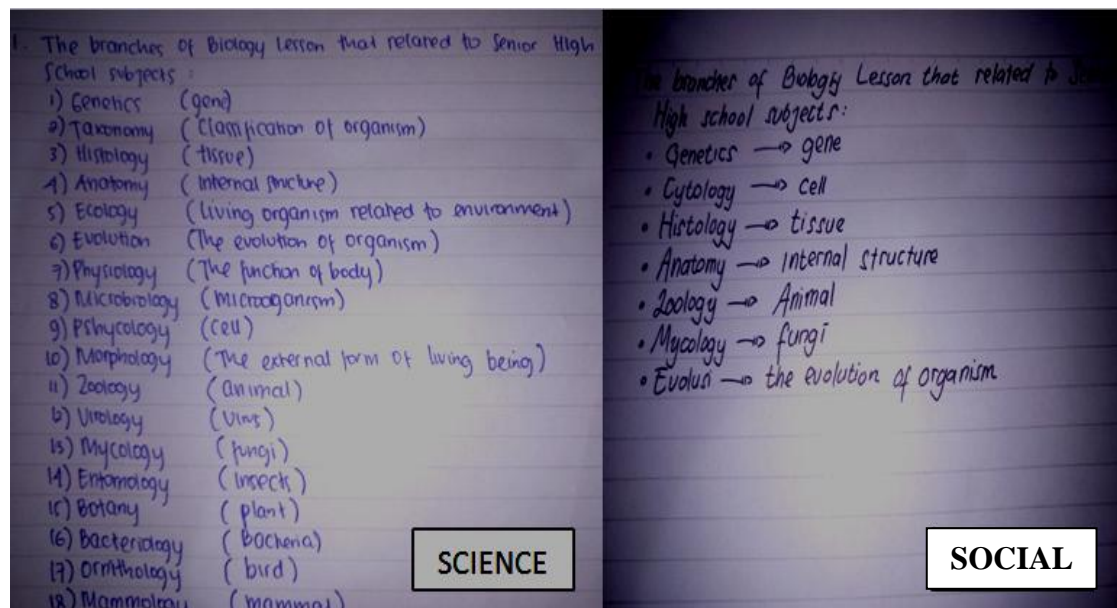 1. The branches of Biology Lesson that related to Senior High
School subjects :
1) Genetics (gene)
2) Taxonomy (Classification of organism)
3) Histology (tissue)
4) Anatomy (Internal structure)
5) Ecology (living organism related to environment)
6) Evolution (The evolution of organism)
7) Physiology (The function of body)
8) Microbiology (microoganism)
9) Pshycology (cell)
10) Morphology (The external form of living being)
11) Zoology (animal)
12) Virology (virus)
13) Mycology (fungi)
14) Entomology (insects)
15) Botany (plant)
16) Bacteriology (Bacteria)
17) Ornithology (bird)
18) Mammology (mammal)
SCIENCE
The branches of Biology Lesson that related to
High school subjects:
• Genetics → gene
• Cytology → cell
• Histology → tissue
• Anatomy → Internal structure
• Zoology → Animal
• Mycology → fungi
• Evolusi → the evolution of organism
SOCIAL